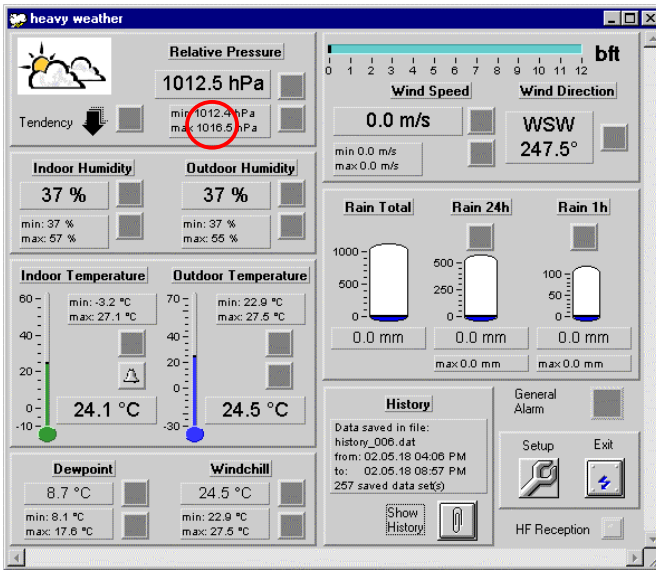 heavy weather
Relative Pressure
1012.5 hPa
Tendency
min 1012.4 hPa
max 1016.5 hPa
0 1 2 3 4 5 6 7 8 9 10 11 12
bft
Wind Speed
Wind Direction
0.0 m/s
WSW
247.5°
min 0.0 m/s
max 0.0 m/s
Indoor Humidity
Outdoor Humidity
37 %
37 %
min: 37 %
max: 57 %
min: 37 %
max: 55 %
Rain Total
Rain 24h
Rain 1h
1000
500
0
500
250
0
100
50
0
0.0 mm
0.0 mm
0.0 mm
max 0.0 mm
max 0.0 mm
Indoor Temperature
Outdoor Temperature
60
40
20
0
-10
min: -3.2 °C
max: 27.1 °C
24.1 °C
70
40
20
0
-30
min: 22.9 °C
max: 27.5 °C
24.5 °C
Dewpoint
Windchill
8.7 °C
24.5 °C
min: 8.1 °C
max: 17.6 °C
min: 22.9 °C
max: 27.5 °C
History
Data saved in file:
history_006.dat
from: 02.05.18 04:06 PM
to: 02.05.18 08:57 PM
257 saved data set(s)
Show
History
General
Alarm
Setup
Exit
HF Reception